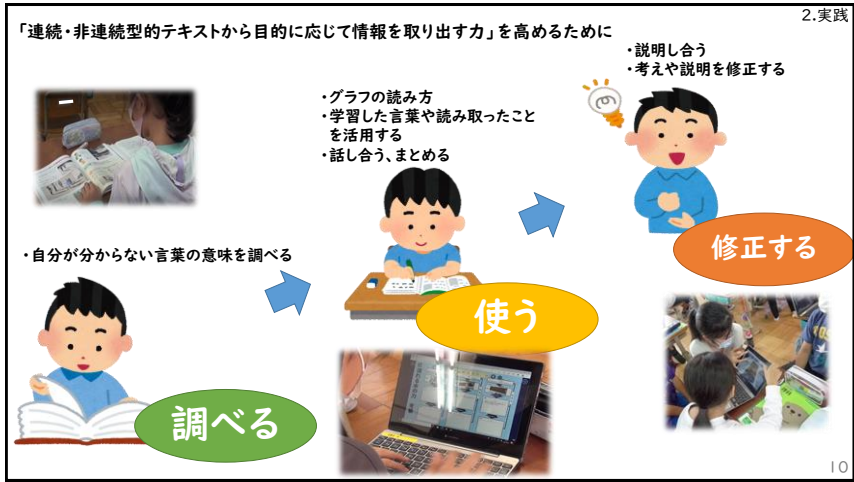 2.実践
「連続・非連続型的テキストから目的に応じて情報を取り出す力」を高めるために
・説明し合う
・考えや説明を修正する
・グラフの読み方
・学習した言葉や読み取ったこと
を活用する
・話し合う、まとめる
・自分が分からない言葉の意味を調べる
修正する
使う
調べる
10